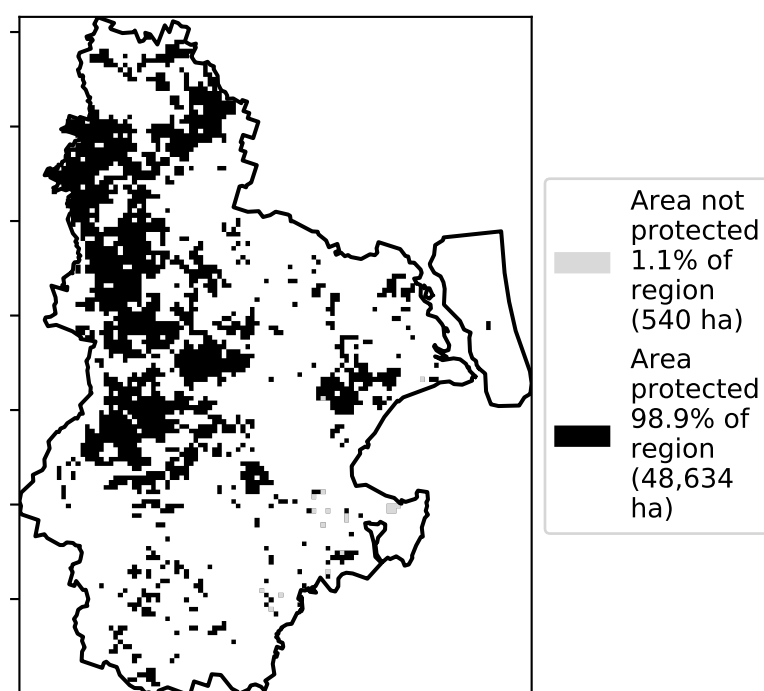 Area not
protected
1.1% of
region
(540 ha)
Area
protected
98.9% of
region
(48,634
ha)